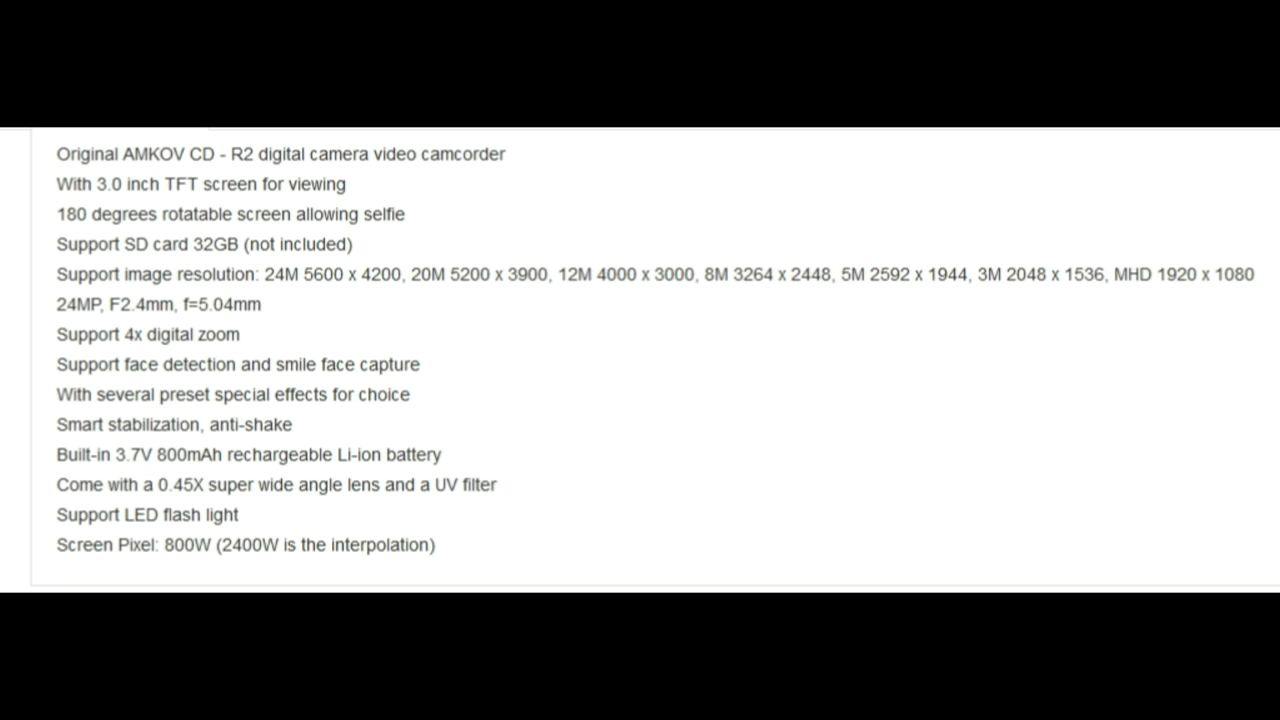 Original AMKOV CD - R2 digital camera video camcorder
With 3.0 inch TFT screen for viewing
180 degrees rotatable screen allowing selfie
Support SD card 32GB (not included)
Support image resolution: 24M 5600 x 4200, 20M 5200 x 3900, 12M 4000 x 3000, 8M 3264 x 2448, 5M 2592 x 1944, 3M 2048 x 1536, MHD 1920 x 1080
24MP, F2.4mm, f=5.04mm
Support 4x digital zoom
Support face detection and smile face capture
With several preset special effects for choice
Smart stabilization, anti-shake
Built-in 3.7V 800mAh rechargeable Li-ion battery
Come with a 0.45X super wide angle lens and a UV filter
Support LED flash light
Screen Pixel: 800W (2400W is the interpolation)